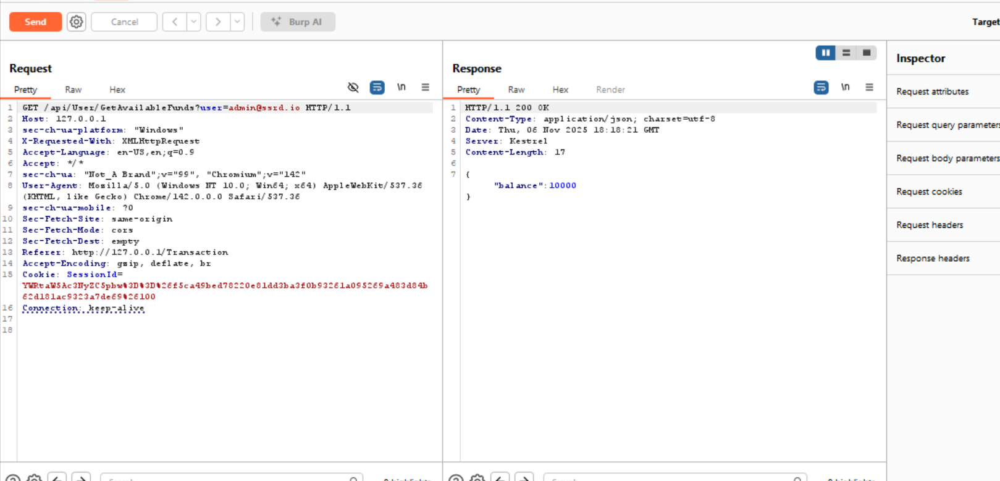 Send
Cancel
Burp AI
Target
Request
Pretty Raw Hex
\n
1 GET /api/User/GetAvailableFunds?user=admin@ssrd.io HTTP/1.1
2 Host: 127.0.0.1
3 sec-ch-ua-platform: "Windows"
4 X-Requested-With: XMLHttpRequest
5 Accept-Language: en-US,en;q=0.9
6 Accept: */*
7 sec-ch-ua: "Not_A Brand";v="99", "Chromium";v="142"
8 User-Agent: Mozilla/5.0 (Windows NT 10.0; Win64; x64) AppleWebKit/537.36
(KHTML, like Gecko) Chrome/142.0.0.0 Safari/537.36
9 sec-ch-ua-mobile: ?0
10 Sec-Fetch-Site: same-origin
11 Sec-Fetch-Mode: cors
12 Sec-Fetch-Dest: empty
13 Referer: http://127.0.0.1/Transaction
14 Accept-Encoding: gzip, deflate, br
15 Cookie: SessionId=
YWRtaW5Ac3NyZC5pbw%3D%3D%26f5ca49bed78220e81dd3ba3f0b93261a095269a483d84b
62d181ac9323a7de69%26100
16 Connection: keep-alive
17
18
Response
Pretty Raw Hex Render
\n
1 HTTP/1.1 200 OK
2 Content-Type: application/json; charset=utf-8
3 Date: Thu, 06 Nov 2025 18:18:21 GMT
4 Server: Kestrel
5 Content-Length: 17
6
7 {
"balance":10000
}
Inspector
Request attributes
Request query parameters
Request body parameters
Request cookies
Request headers
Response headers